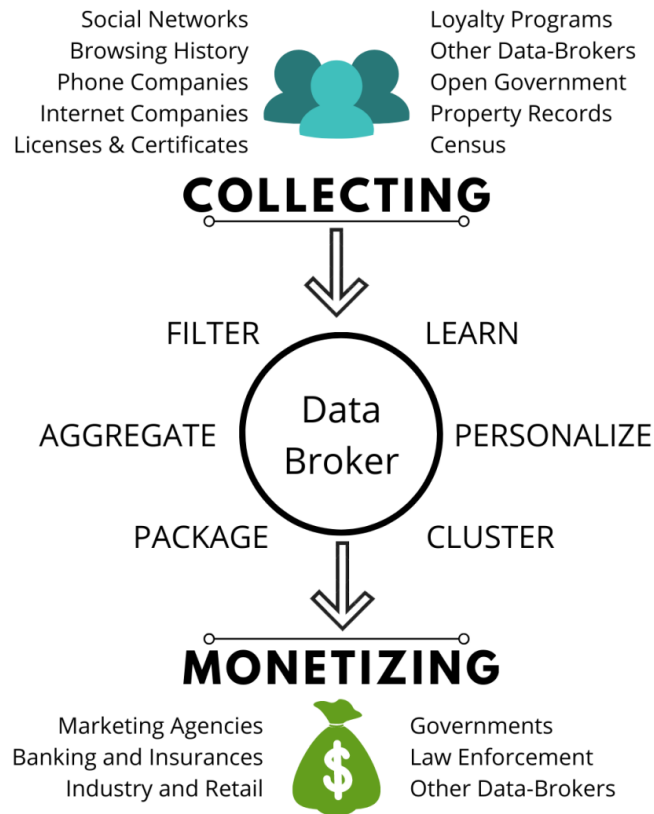 Social Networks
Browsing History
Phone Companies
Internet Companies
Licenses & Certificates
Loyalty Programs
Other Data-Brokers
Open Government
Property Records
Census
COLLECTING
FILTER
LEARN
AGGREGATE
Data
Broker
PERSONALIZE
PACKAGE
CLUSTER
MONETIZING
Marketing Agencies
Banking and Insurances
Industry and Retail
$
Governments
Law Enforcement
Other Data-Brokers